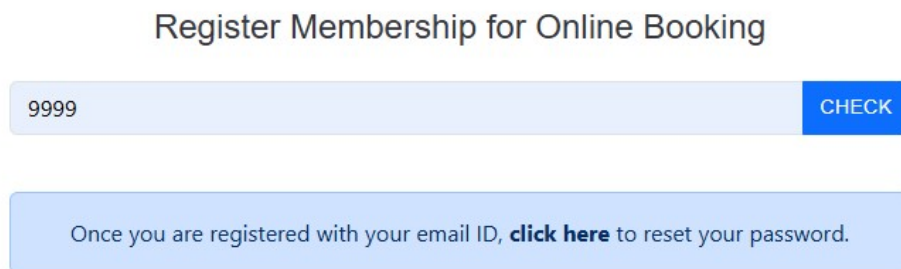 Register Membership for Online Booking
9999
CHECK
Once you are registered with your email ID, click here to reset your password.